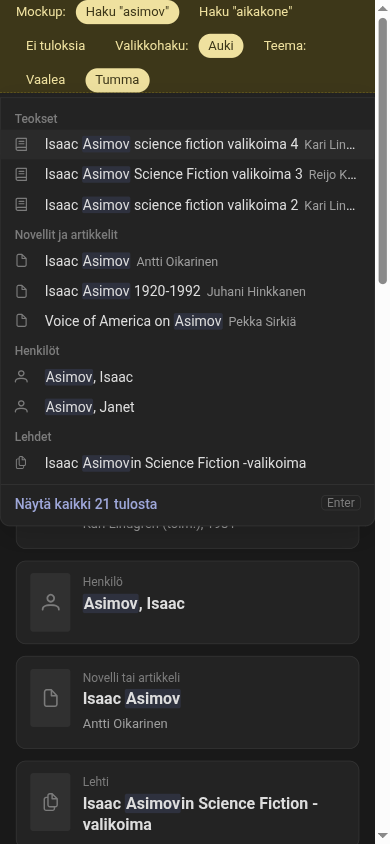 Mockup: Haku "asimov" Haku "aikakone"
Ei tuloksia Valikkohaku: Auki Teema:
Vaalea Tumma
Teokset
Isaac Asimov science fiction valikoima 4 Kari Lin...
Isaac Asimov Science Fiction valikoima 3 Reijo K...
Isaac Asimov science fiction valikoima 2 Kari Lin...
Novellit ja artikkelit
Isaac Asimov Antti Oikarinen
Isaac Asimov 1920-1992 Juhani Hinkkanen
Voice of America on Asimov Pekka Sirkiä
Henkilöt
Asimov, Isaac
Asimov, Janet
Lehdet
Isaac Asimovin Science Fiction -valikoima
Näytä kaikki 21 tulosta Enter
Henkilö
Asimov, Isaac
Novelli tai artikkeli
Isaac Asimov
Antti Oikarinen
Lehti
Isaac Asimovin Science Fiction -
valikoima